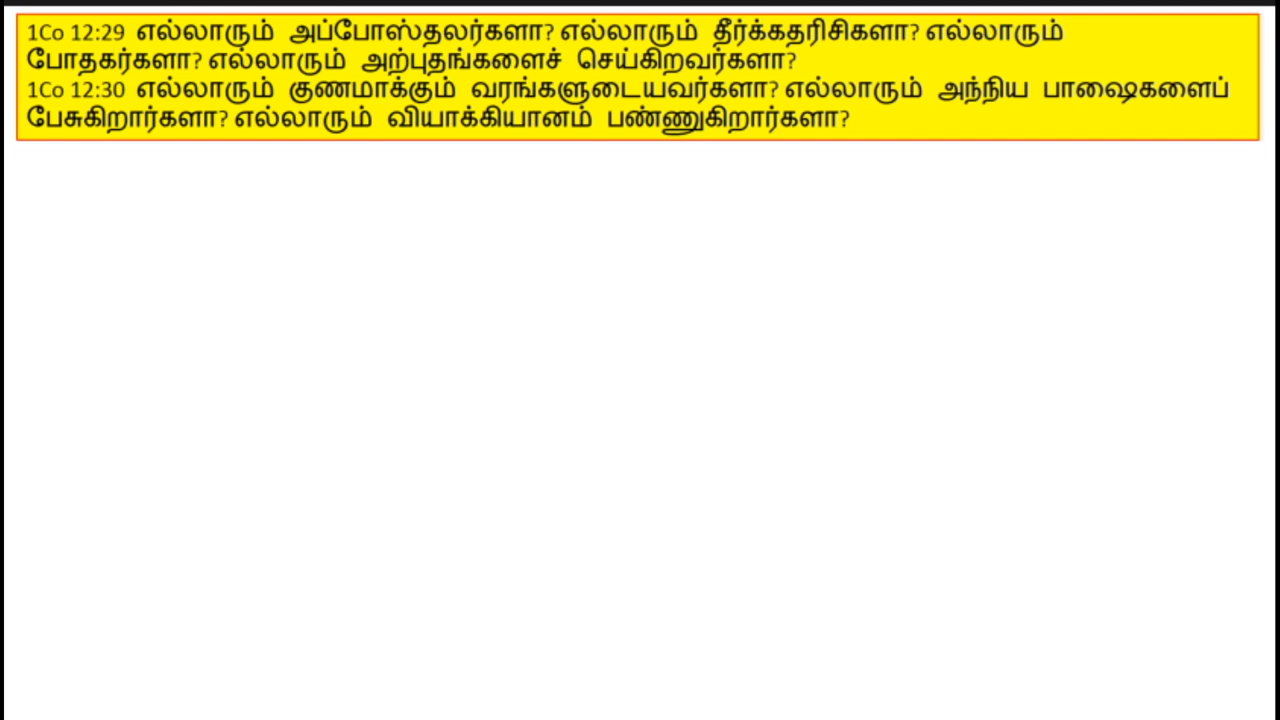 1Co 12:29 எல்லாரும் அப்போஸ்தலர்களா? எல்லாரும் தீர்க்கதரிசிகளா? எல்லாரும்
போதகர்களா? எல்லாரும் அற்புதங்களைச் செய்கிறவர்களா?
1Co 12:30 எல்லாரும் குணமாக்கும் வரங்களுடையவர்களா? எல்லாரும் அந்நிய பாஷைகளைப்
பேசுகிறார்களா? எல்லாரும் வியாக்கியானம் பண்ணுகிறார்களா?